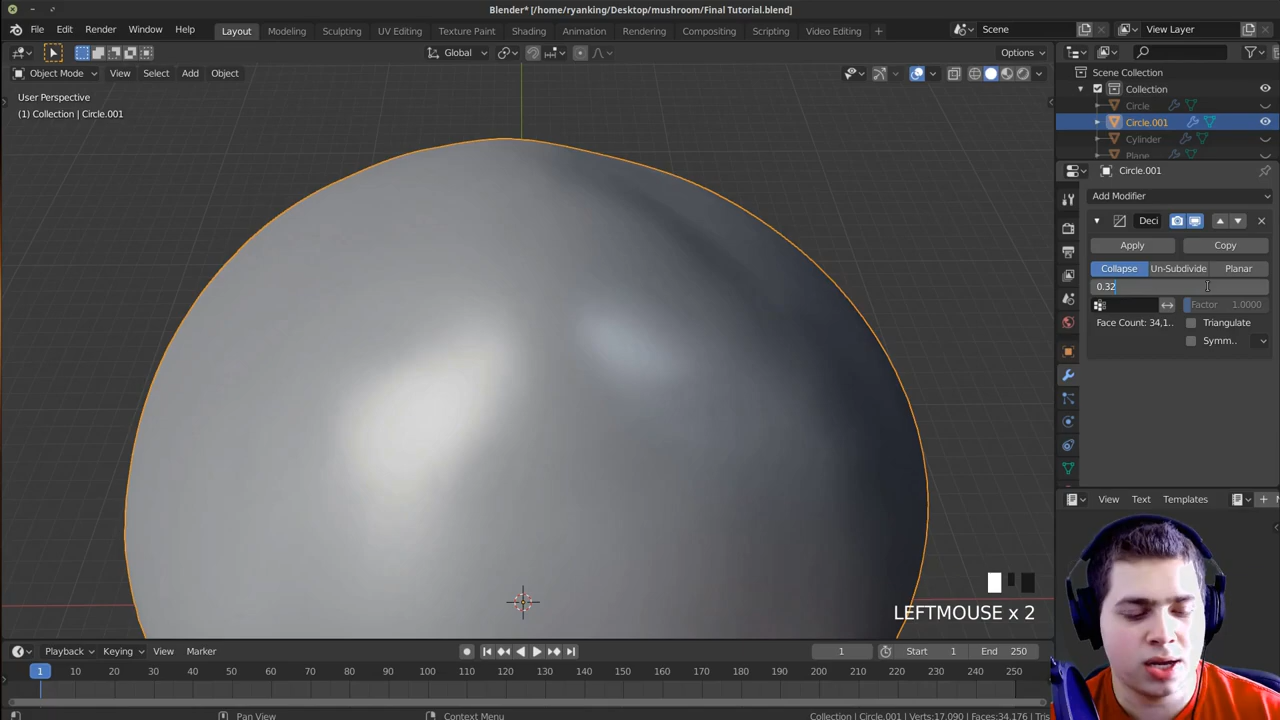 Blender* [/home/ryanking/Desktop/mushroom/Final Tutorial.blend]
File Edit Render Window Help Layout Modeling Sculpting UV Editing Texture Paint Shading Animation Rendering Compositing Scripting Video Editing + Scene View Layer
Global Options
Object Mode View Select Add Object
User Perspective
(1) Collection | Circle.001
Scene Collection
Collection
Circle
Circle.001
Cylinder
Plane
Circle.001
Add Modifier
Deci
Apply Copy
Collapse Un-Subdivide Planar
0.32
Factor 1.0000
Face Count: 34,1.. Triangulate
Symm..
View Text Templates
LEFTMOUSE x 2
Playback Keying View Marker 1 Start 1 End 250
1 10 20 30 40 50 60 70 80 90 100 110 120 130 140 150 160 170 180 190 200 210 220 230 240 250
Pan View Context Menu Collection | Circle.001 | Verts:17,090 | Faces:34,176 | Tris